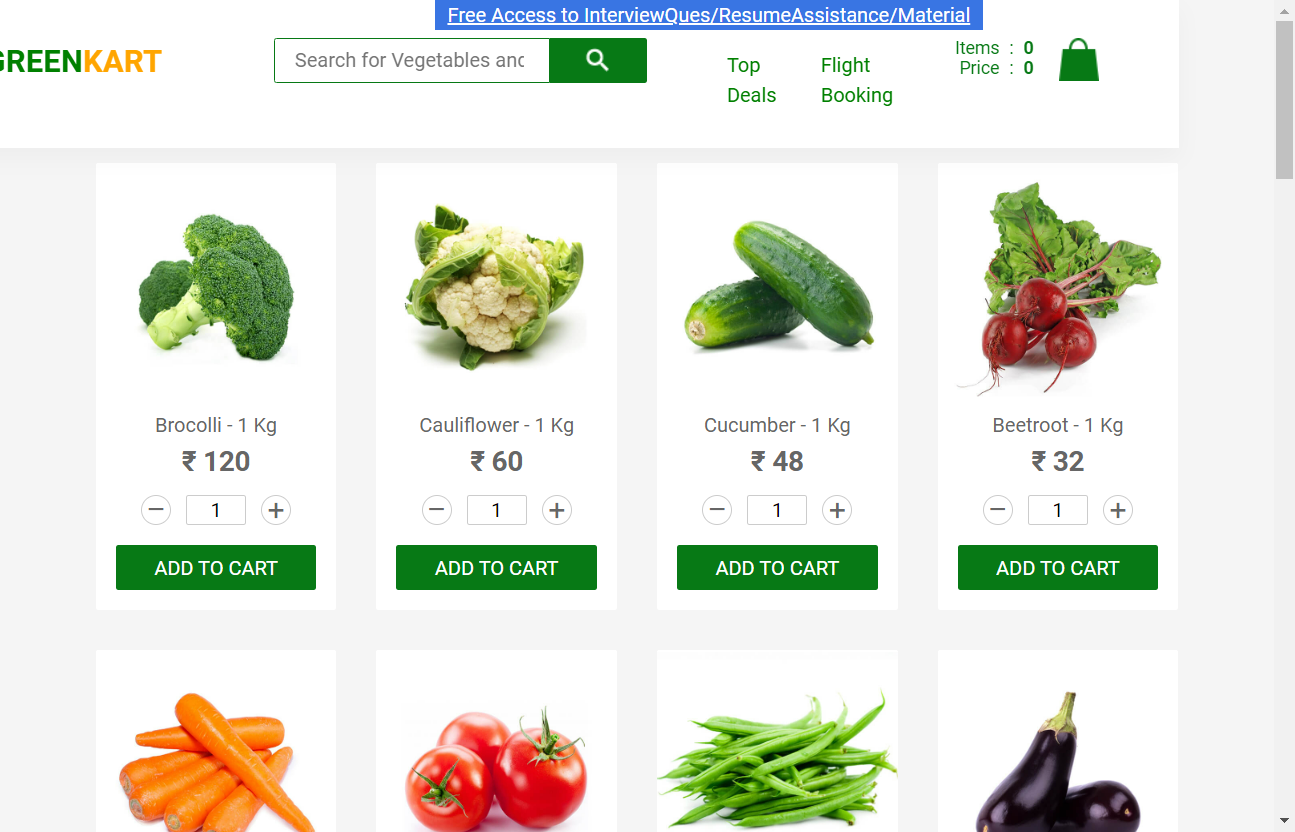 Free Access to InterviewQues/ResumeAssistance/Material
GREENKART
Search for Vegetables and
Top Deals
Flight Booking
Items : 0
Price : 0
Brocolli - 1 Kg
₹ 120
− 1 +
ADD TO CART
Cauliflower - 1 Kg
₹ 60
− 1 +
ADD TO CART
Cucumber - 1 Kg
₹ 48
− 1 +
ADD TO CART
Beetroot - 1 Kg
₹ 32
− 1 +
ADD TO CART